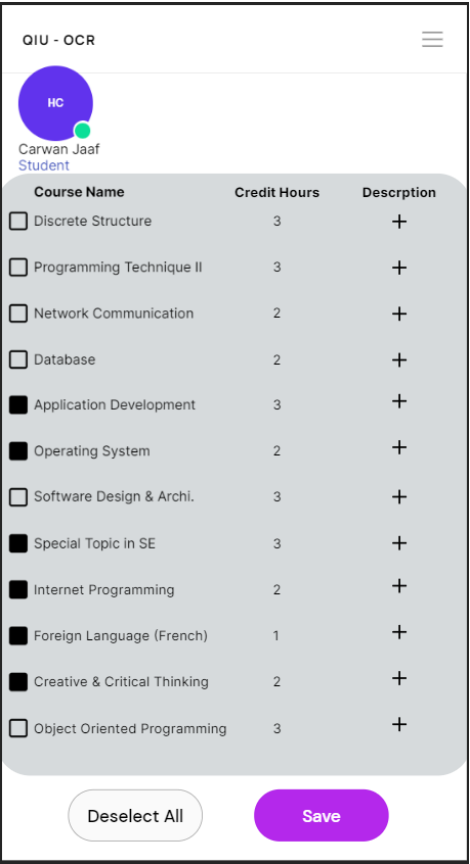 QIU - OCR
HC
Carwan Jaaf
Student
Course Name Credit Hours Descrption
Discrete Structure 3 +
Programming Technique II 3 +
Network Communication 2 +
Database 2 +
Application Development 3 +
Operating System 2 +
Software Design & Archi. 3 +
Special Topic in SE 3 +
Internet Programming 2 +
Foreign Language (French) 1 +
Creative & Critical Thinking 2 +
Object Oriented Programming 3 +
Deselect All Save